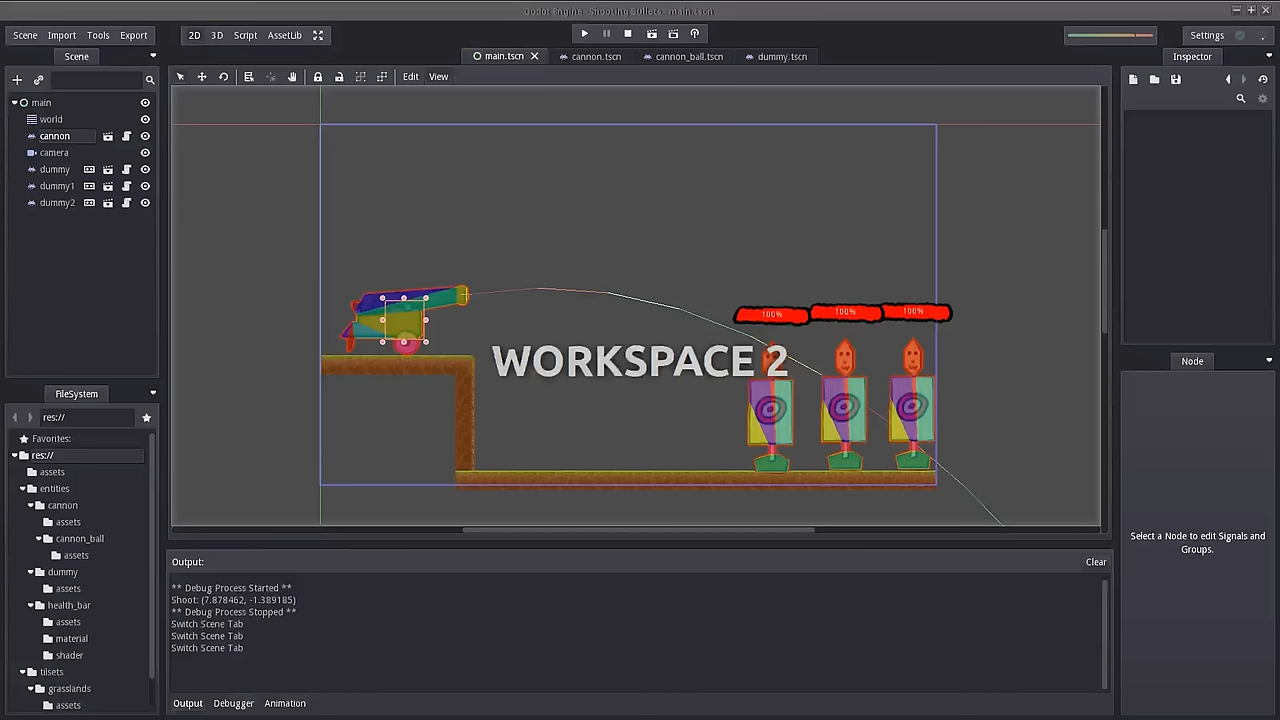 Godot Engine - Shooting Bullets - main.tscn
Scene Import Tools Export
2D 3D Script AssetLib
Settings
Scene
main.tscn cannon.tscn cannon_ball.tscn dummy.tscn
Inspector
Edit View
main
world
cannon
camera
dummy
dummy1
dummy2
100% 100% 100%
WORKSPACE 2
Node
Select a Node to edit Signals and
Groups.
FileSystem
res://
Favorites:
res://
assets
entities
cannon
assets
cannon_ball
assets
dummy
assets
health_bar
assets
material
shader
tilsets
grasslands
assets
Output:
Clear
** Debug Process Started **
Shoot: (7.878462, -1.389185)
** Debug Process Stopped **
Switch Scene Tab
Switch Scene Tab
Switch Scene Tab
Output Debugger Animation